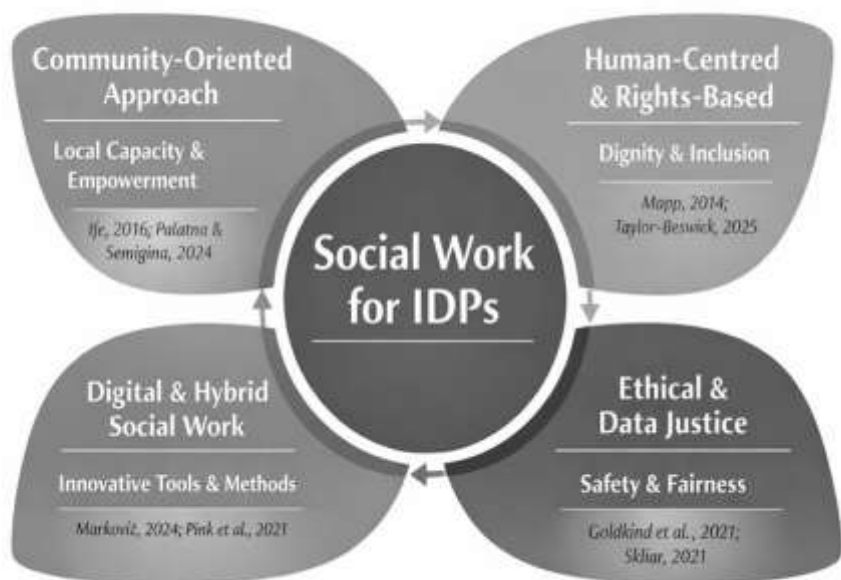 Community-Oriented
Approach
Local Capacity &
Empowerment
Ife, 2016; Palatna &
Semigina, 2024
Human-Centred
& Rights-Based
Dignity & Inclusion
Mapp, 2014;
Taylor-Beswick, 2025
Social Work
for IDPs
Digital & Hybrid
Social Work
Innovative Tools & Methods
Markovič, 2024; Pink et al., 2021
Ethical &
Data Justice
Safety & Fairness
Goldkind et al., 2021;
Skliar, 2021